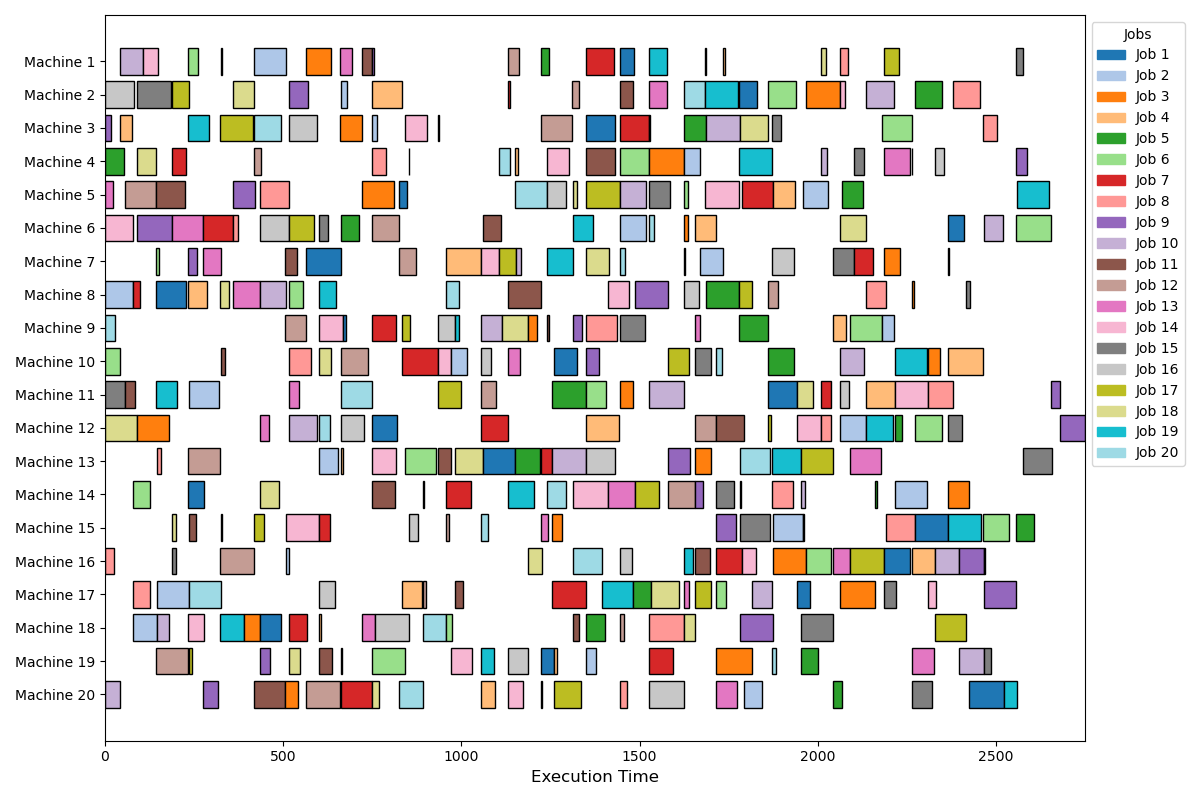 Machine 1
Machine 2
Machine 3
Machine 4
Machine 5
Machine 6
Machine 7
Machine 8
Machine 9
Machine 10
Machine 11
Machine 12
Machine 13
Machine 14
Machine 15
Machine 16
Machine 17
Machine 18
Machine 19
Machine 20
0 500 1000 1500 2000 2500
Execution Time
Jobs
Job 1
Job 2
Job 3
Job 4
Job 5
Job 6
Job 7
Job 8
Job 9
Job 10
Job 11
Job 12
Job 13
Job 14
Job 15
Job 16
Job 17
Job 18
Job 19
Job 20